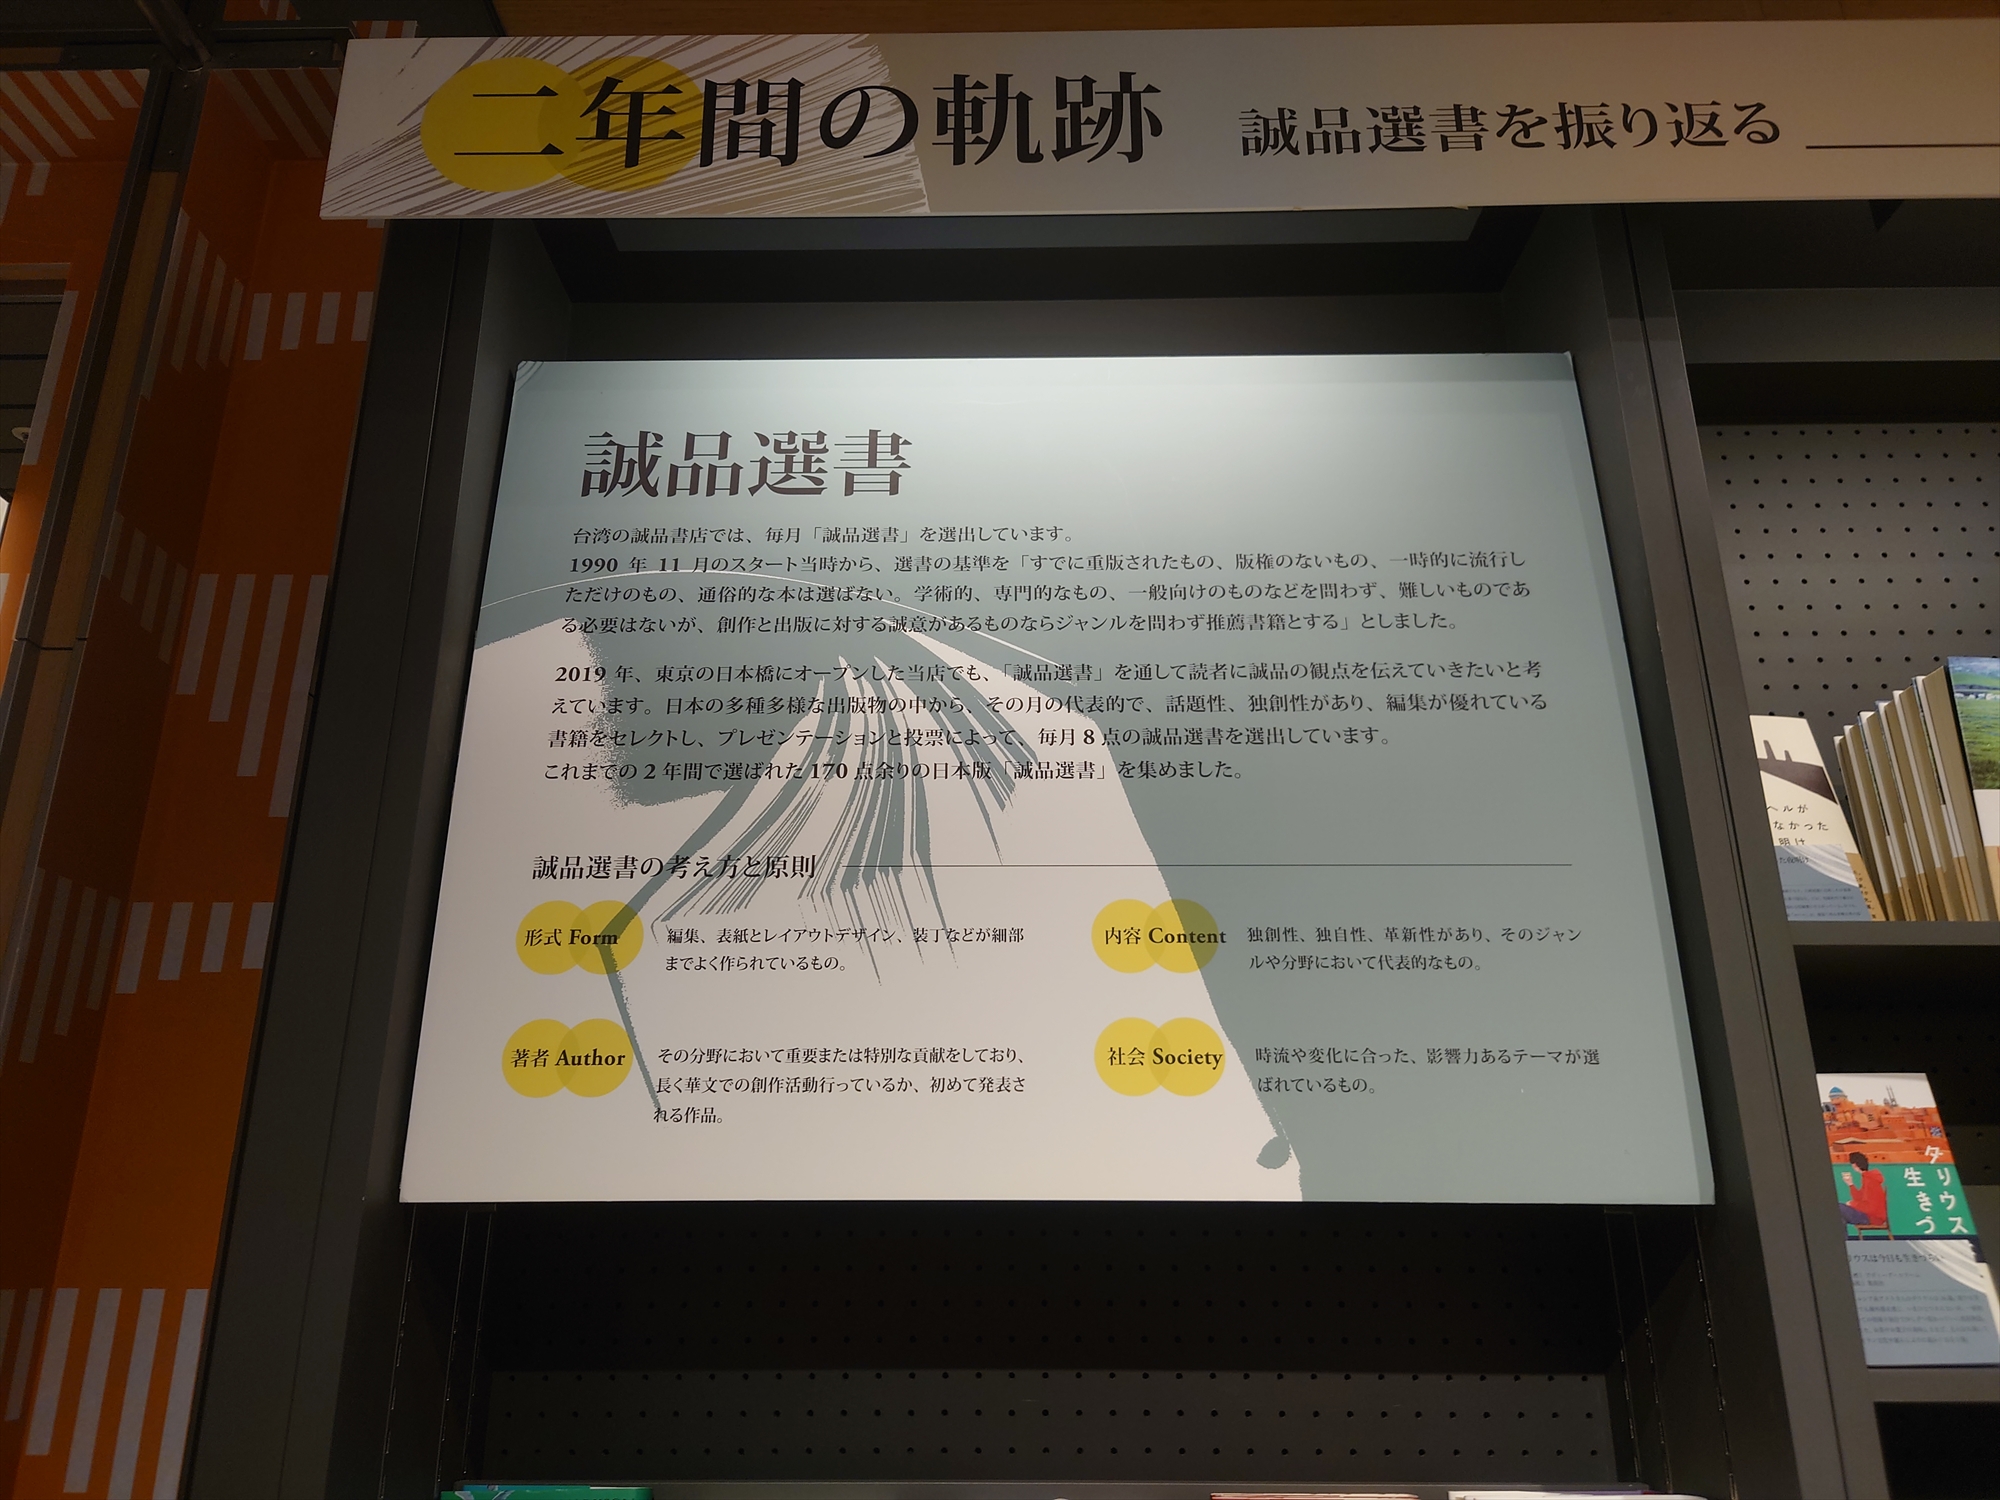 二年間の軌跡 誠品選書を振り返る
誠品選書
台湾の誠品書店では、毎月「誠品選書」を選出しています。
1990 年 11 月のスタート当時から、選書の基準を「すでに重版されたもの、版権のないもの、一時的に流行し
ただけのもの、通俗的な本は選ばない。学術的、専門的なもの、一般向けのものなどを問わず、難しいものであ
る必要はないが、創作と出版に対する誠意があるものならジャンルを問わず推薦書籍とする」としました。
2019 年、東京の日本橋にオープンした当店でも、「誠品選書」を通して読者に誠品の観点を伝えていきたいと考
えています。日本の多種多様な出版物の中から、その月の代表的で、話題性、独創性があり、編集が優れている
書籍をセレクトし、プレゼンテーションと投票によって、毎月 8 点の誠品選書を選出しています。
これまでの 2 年間で選ばれた 170 点余りの日本版「誠品選書」を集めました。
誠品選書の考え方と原則
形式 Form
編集、表紙とレイアウトデザイン、装丁などが細部
までよく作られているもの。
内容 Content
独創性、独自性、革新性があり、そのジャン
ルや分野において代表的なもの。
著者 Author
その分野において重要または特別な貢献をしており、
長く華文での創作活動行っているか、初めて発表さ
れる作品。
社会 Society
時流や変化に合った、影響力あるテーマが選
ばれているもの。
ヘルが
なかった
明け
タリウス
生きづ